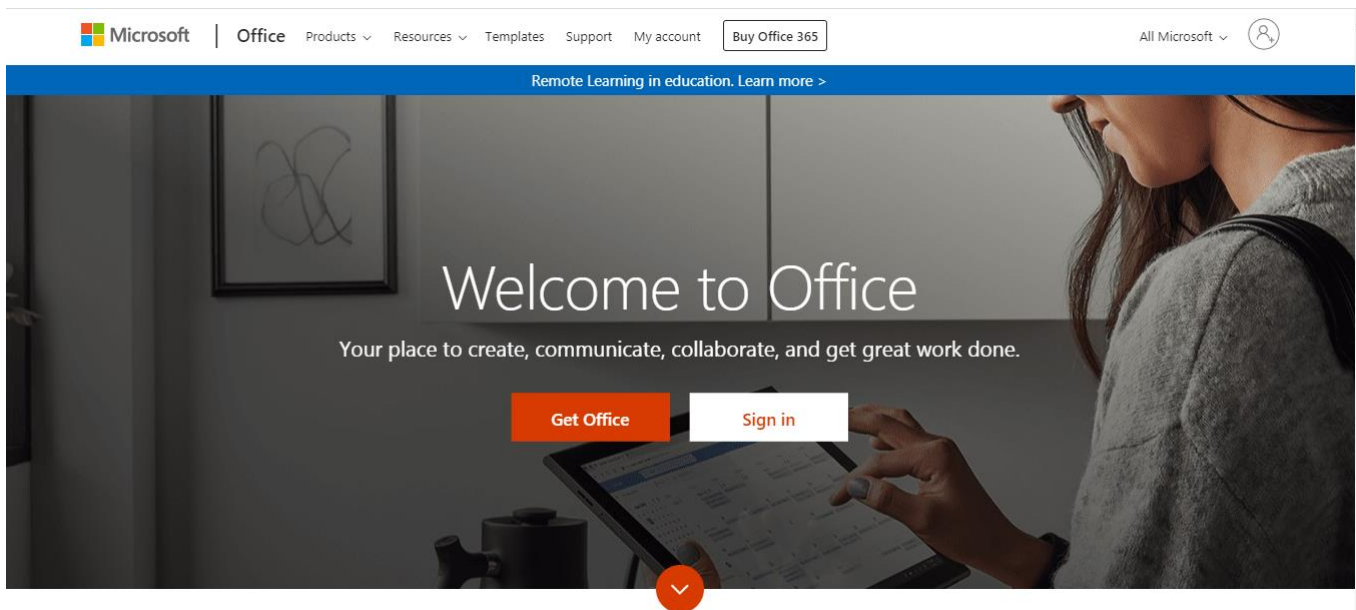 Microsoft | Office Products Resources Templates Support My account Buy Office 365 All Microsoft
Remote Learning in education. Learn more >
Welcome to Office
Your place to create, communicate, collaborate, and get great work done.
Get Office Sign in